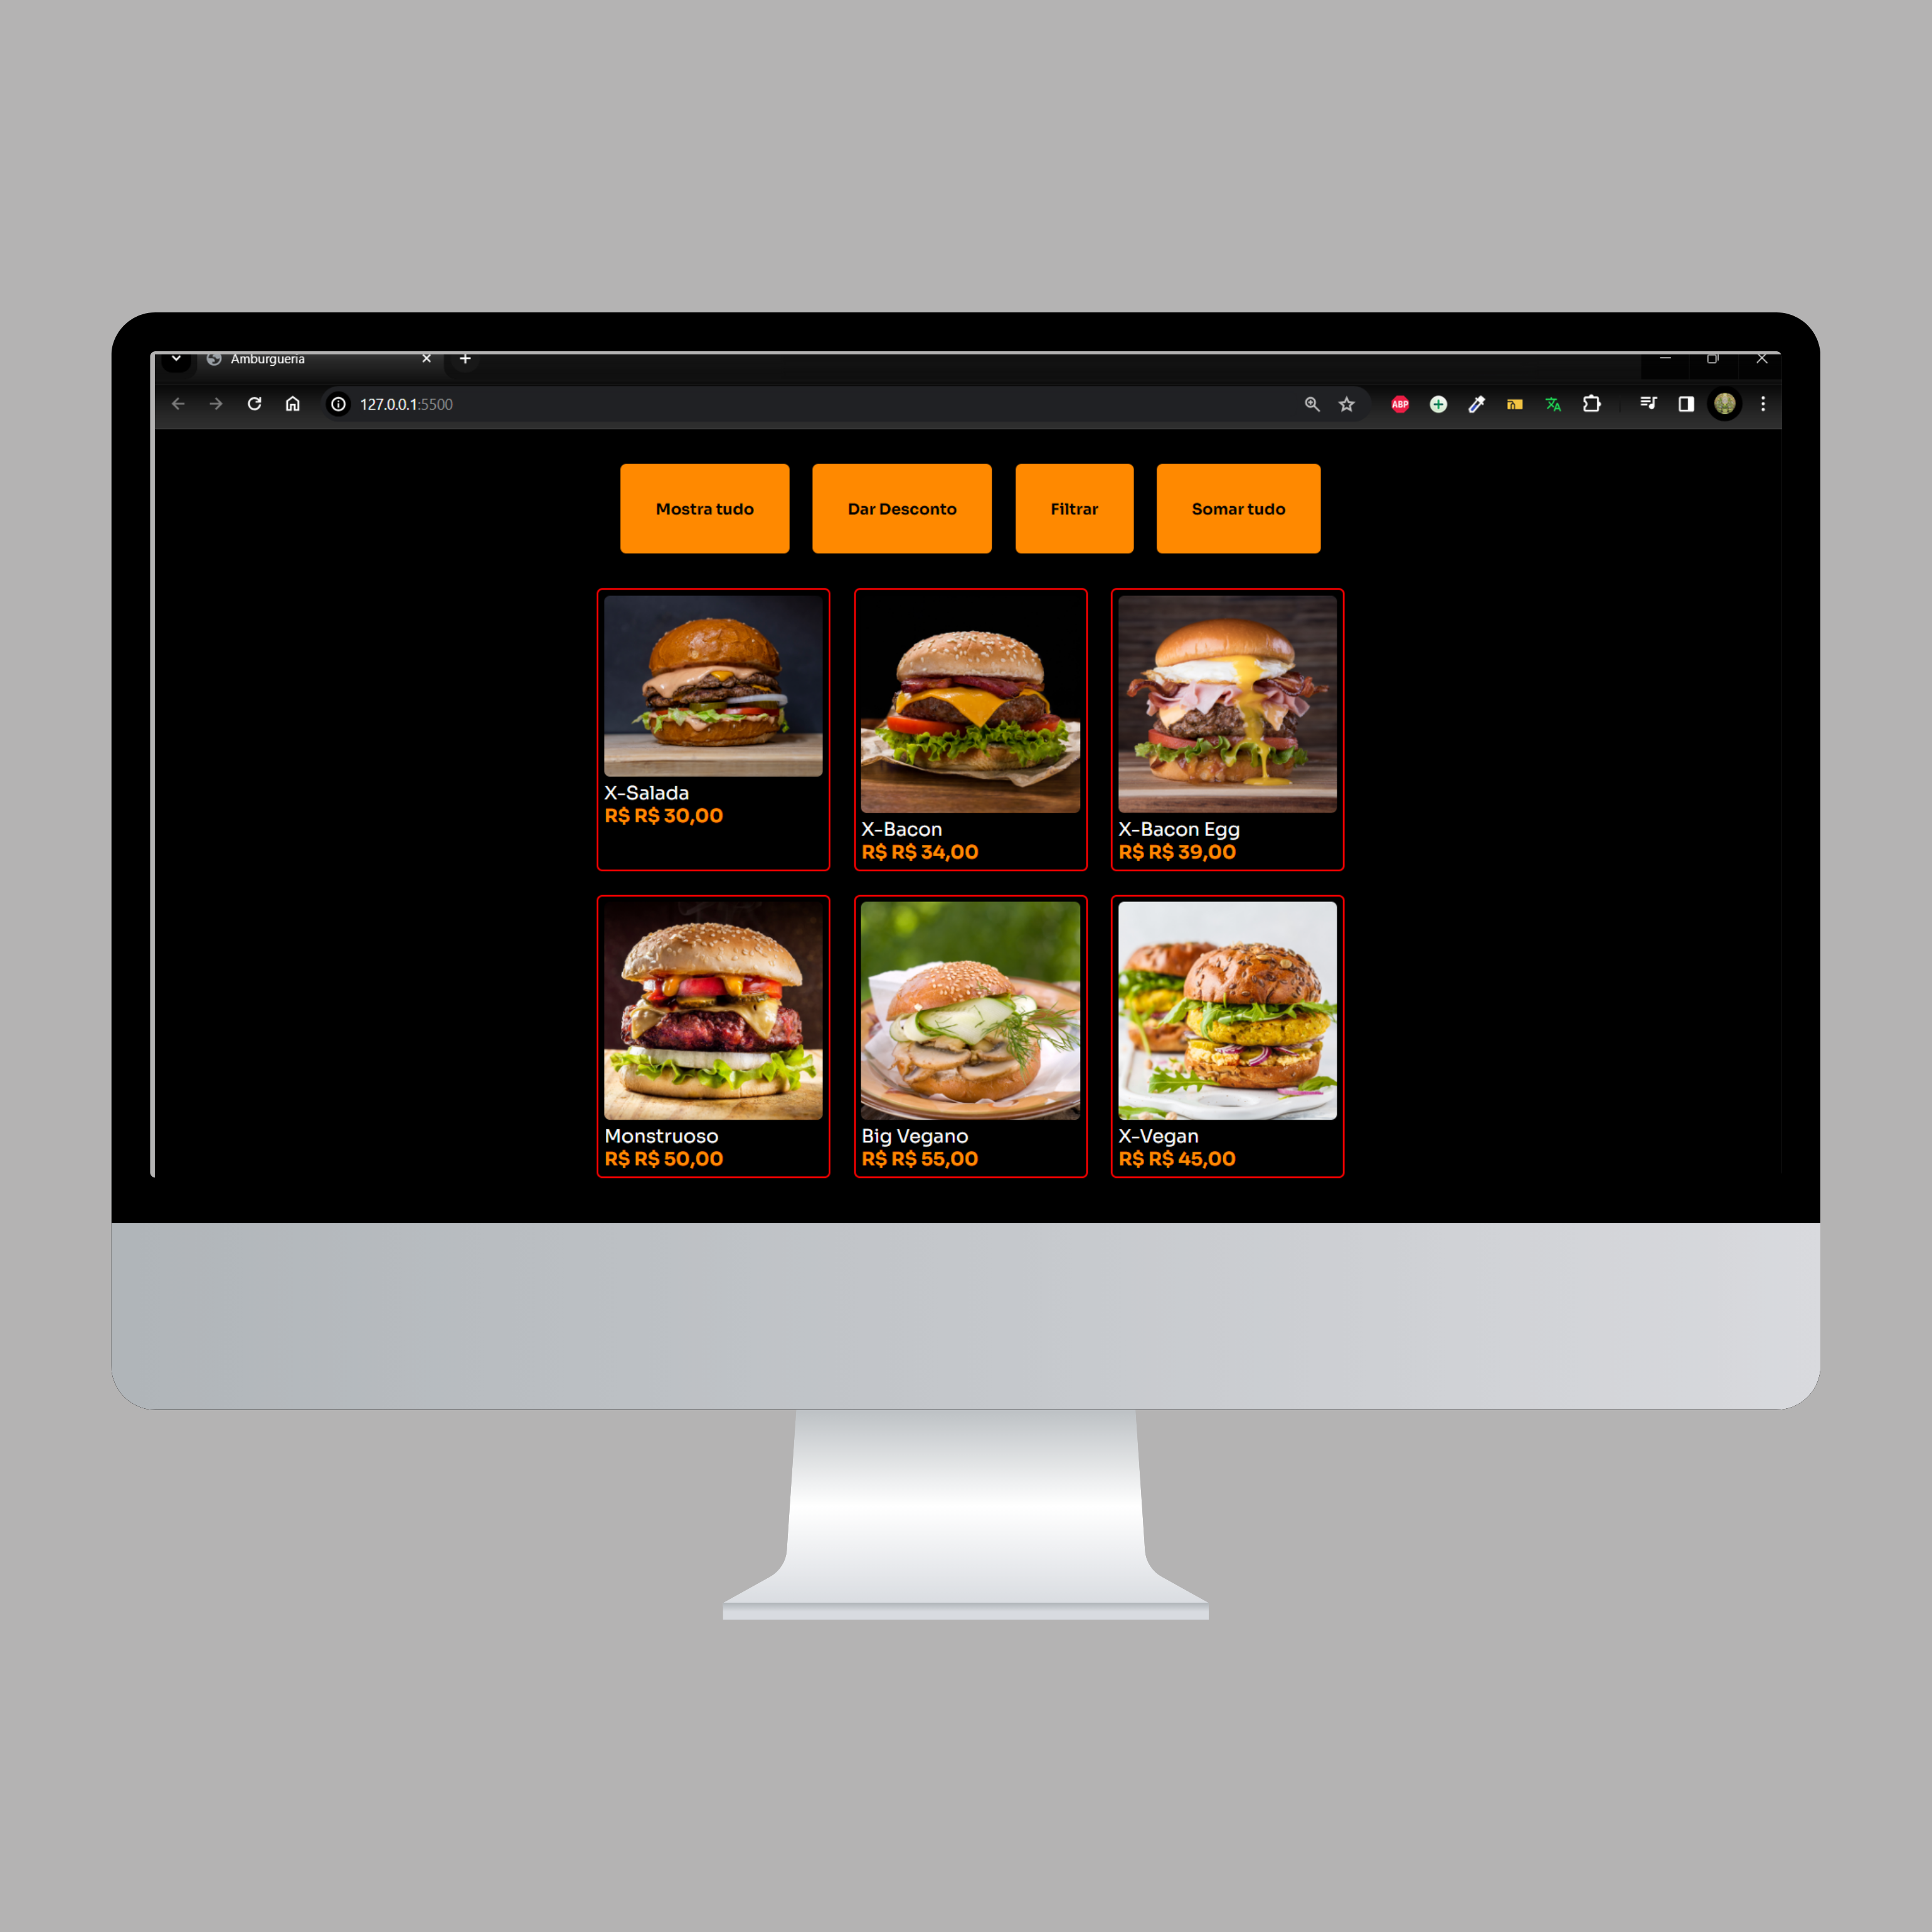 Amburgueria
127.0.0.1:5500
ABP
Mostra tudo
Dar Desconto
Filtrar
Somar tudo
X-Salada
R$ R$ 30,00
X-Bacon
R$ R$ 34,00
X-Bacon Egg
R$ R$ 39,00
Monstruoso
R$ R$ 50,00
Big Vegano
R$ R$ 55,00
X-Vegan
R$ R$ 45,00